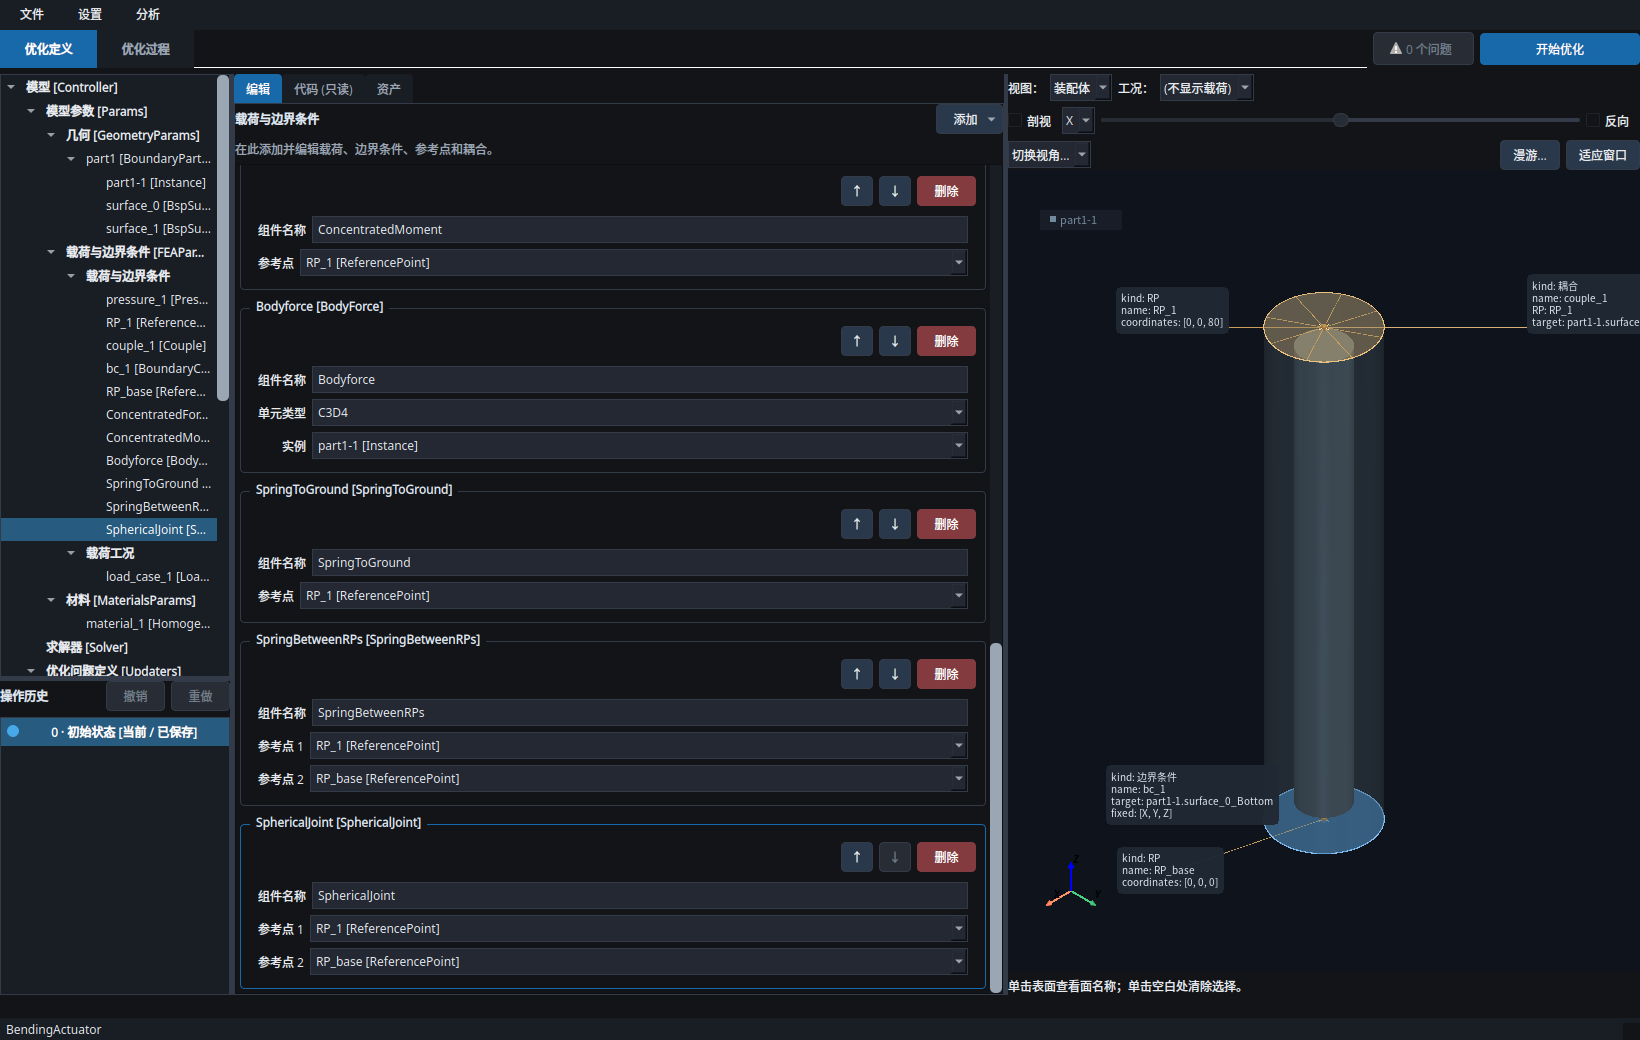 文件 设置 分析
优化定义 优化过程 0 个问题 开始优化
模型 [Controller]
模型参数 [Params]
几何 [GeometryParams]
part1 [BoundaryPart...
part1-1 [Instance]
surface_0 [BspSu...
surface_1 [BspSu...
载荷与边界条件 [FEAPar...
载荷与边界条件
pressure_1 [Pres...
RP_1 [Reference...
couple_1 [Couple]
bc_1 [BoundaryC...
RP_base [Refere...
ConcentratedFor...
ConcentratedMo...
Bodyforce [Body...
SpringToGround ...
SpringBetweenR...
SphericalJoint [S...
载荷工况
load_case_1 [Loa...
材料 [MaterialsParams]
material_1 [Homoge...
求解器 [Solver]
优化问题定义 [Updaters]
操作历史 撤销 重做
0 · 初始状态 [当前 / 已保存]
编辑 代码 (只读) 资产
载荷与边界条件 添加
在此添加并编辑载荷、边界条件、参考点和耦合。
↑ ↓ 删除
组件名称 ConcentratedMoment
参考点 RP_1 [ReferencePoint]
Bodyforce [BodyForce]
↑ ↓ 删除
组件名称 Bodyforce
单元类型 C3D4
实例 part1-1 [Instance]
SpringToGround [SpringToGround]
↑ ↓ 删除
组件名称 SpringToGround
参考点 RP_1 [ReferencePoint]
SpringBetweenRPs [SpringBetweenRPs]
↑ ↓ 删除
组件名称 SpringBetweenRPs
参考点 1 RP_1 [ReferencePoint]
参考点 2 RP_base [ReferencePoint]
SphericalJoint [SphericalJoint]
↑ ↓ 删除
组件名称 SphericalJoint
参考点 1 RP_1 [ReferencePoint]
参考点 2 RP_base [ReferencePoint]
视图: 装配体 工况: (不显示载荷)
剖视 X 反向
切换视角... 漫游... 适应窗口
part1-1
kind: RP
name: RP_1
coordinates: [0, 0, 80]
kind: 耦合
name: couple_1
RP: RP_1
target: part1-1.surface
kind: 边界条件
name: bc_1
target: part1-1.surface_0_Bottom
fixed: [X, Y, Z]
kind: RP
name: RP_base
coordinates: [0, 0, 0]
Z
单击表面查看面名称；单击空白处清除选择。
BendingActuator